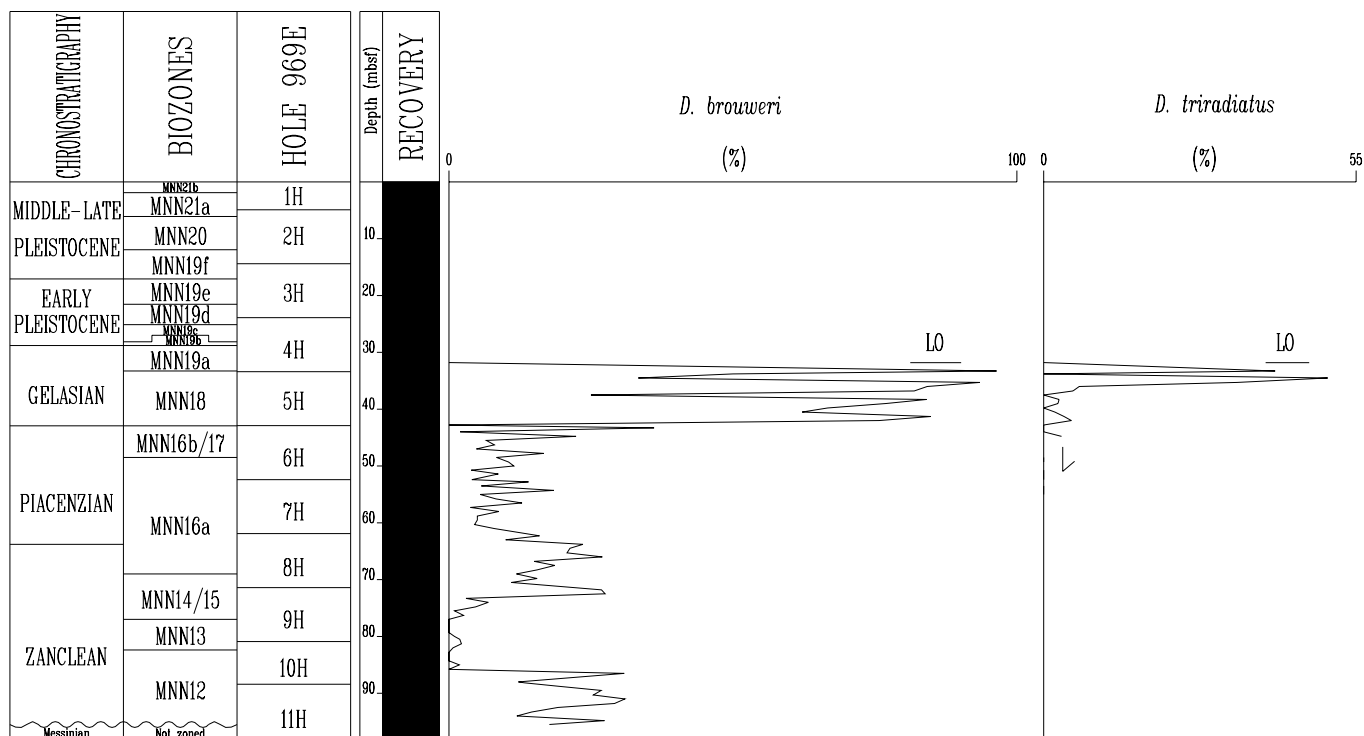 CHRONOSTRATIGRAPHY
BIOZONES
HOLE 969E
Depth (mbsf)
RECOVERY
D. brouweri
(%)
0
100
D. triradiatus
(%)
0
55
MIDDLE-LATE
PLEISTOCENE
EARLY
PLEISTOCENE
GELASIAN
PIACENZIAN
ZANCLEAN
Messinian
MNN21b
MNN21a
MNN20
MNN19f
MNN19e
MNN19d
MNN19c
MNN19b
MNN19a
MNN18
MNN16b/17
MNN16a
MNN14/15
MNN13
MNN12
Not zoned
1H
2H
3H
4H
5H
6H
7H
8H
9H
10H
11H
10
20
30
40
50
60
70
80
90
LO
LO